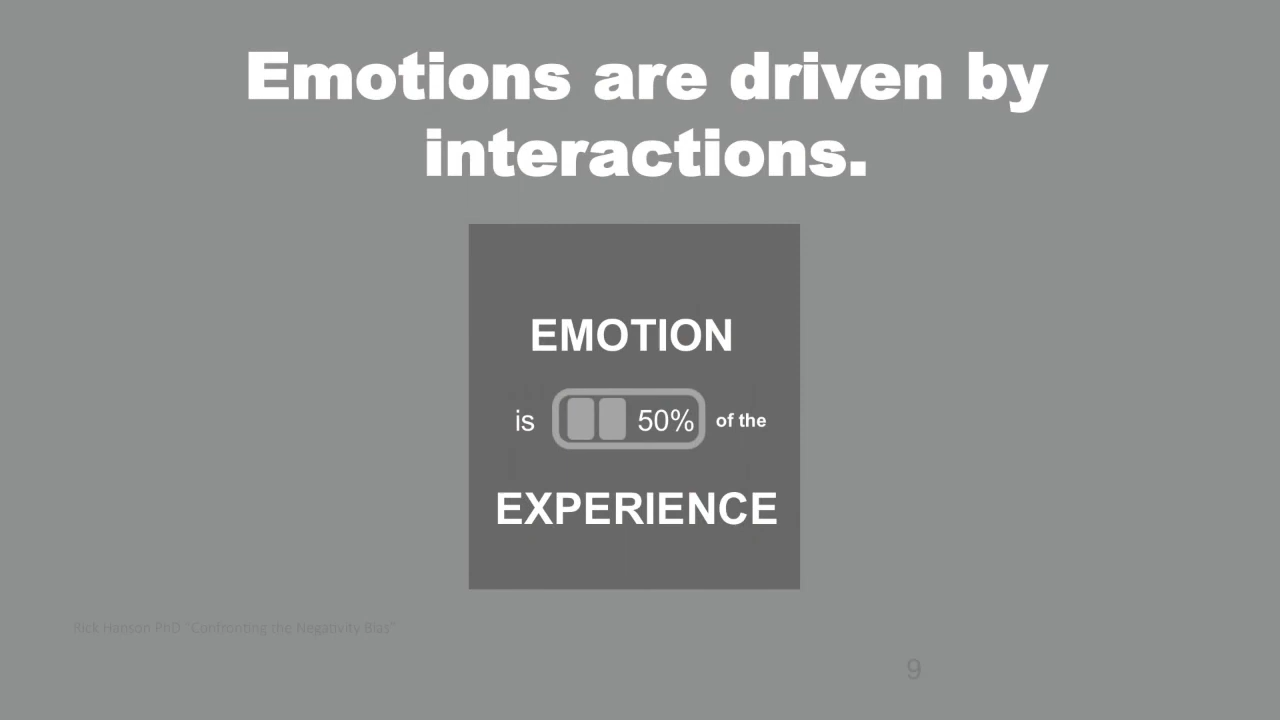 Emotions are driven by
interactions.
EMOTION
is 50% of the
EXPERIENCE
Rick Hanson PhD "Confronting the Negativity Bias"
9